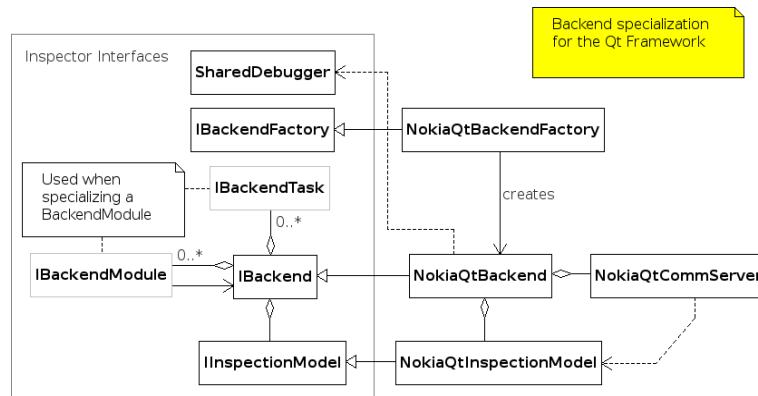 Backend specialization
for the Qt Framework
Inspector Interfaces
SharedDebugger
IBackendFactory
NokiaQtBackendFactory
Used when
specializing a
BackendModule
IBackendTask
creates
0..*
0..*
IBackendModule
IBackend
NokiaQtBackend
NokiaQtCommServer
IInspectionModel
NokiaQtInspectionModel